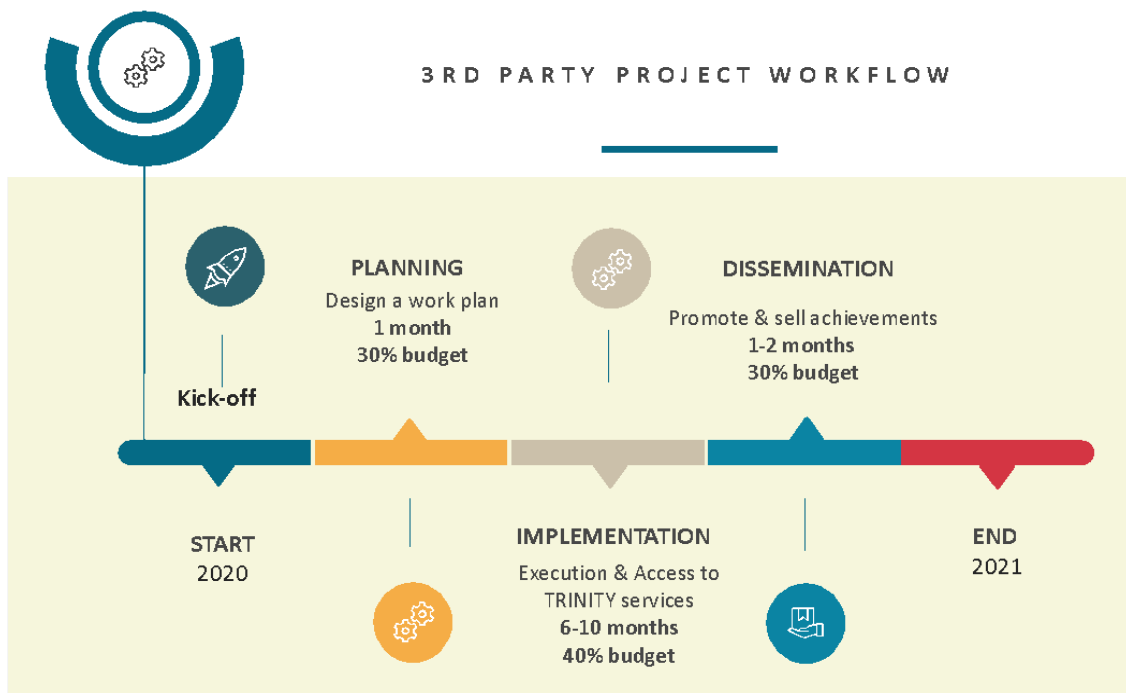 3RD PARTY PROJECT WORKFLOW
Kick-off
START
2020
PLANNING
Design a work plan
1 month
30% budget
IMPLEMENTATION
Execution & Access to
TRINITY services
6-10 months
40% budget
DISSEMINATION
Promote & sell achievements
1-2 months
30% budget
END
2021